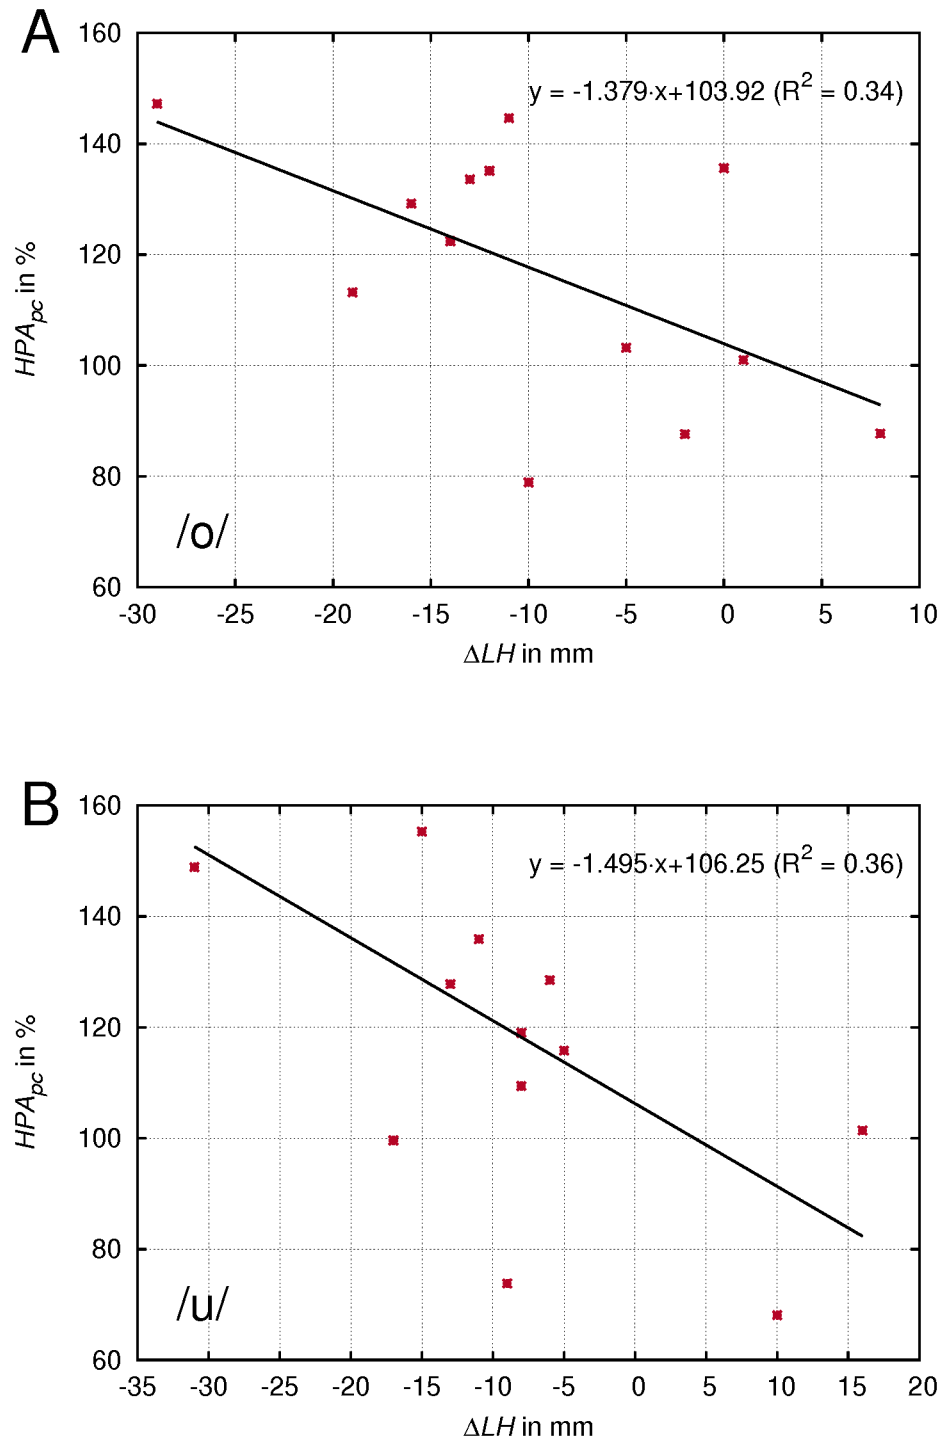 A
160
y = -1.379·x+103.92 (R² = 0.34)
140
120
HPApc in %
100
80
/o/
60
-30 -25 -20 -15 -10 -5 0 5 10
ΔLH in mm
B
160
y = -1.495·x+106.25 (R² = 0.36)
140
120
HPApc in %
100
80
/u/
60
-35 -30 -25 -20 -15 -10 -5 0 5 10 15 20
ΔLH in mm